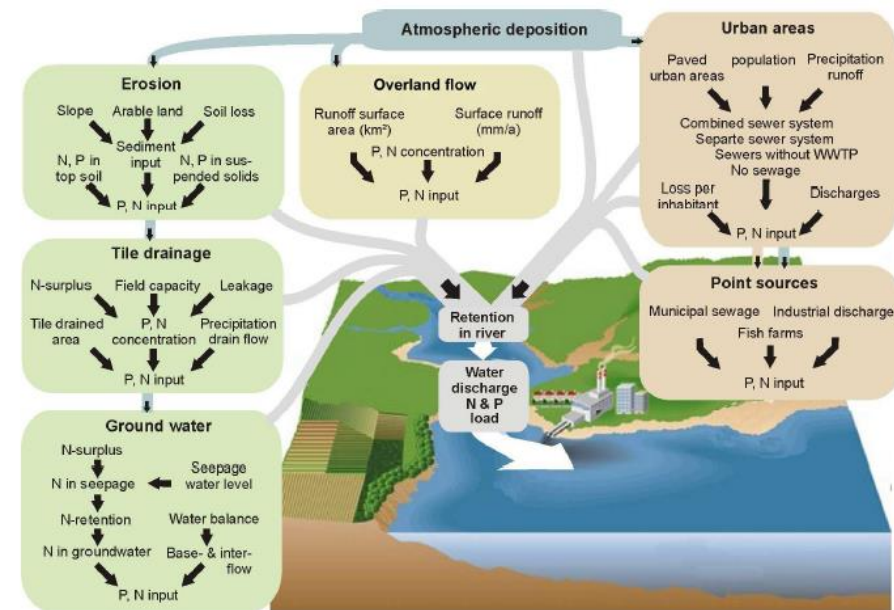 Atmospheric deposition
Erosion
Slope
Arable land
Soil loss
Sediment
input
N, P in
top soil
N, P in sus-
pended solids
P, N input
Overland flow
Runoff surface
area (km²)
Surface runoff
(mm/a)
P, N concentration
P, N input
Urban areas
Paved
urban areas
population
Precipitation
runoff
Combined sewer system
Separte sewer system
Sewers without WWTP
No sewage
Loss per
inhabitant
Discharges
P, N input
Tile drainage
N-surplus
Field capacity
Leakage
Tile drained
area
P, N
concentration
Precipitation
drain flow
P, N input
Point sources
Municipal sewage
Industrial discharge
Fish farms
P, N input
Retention
in river
Water
discharge
N & P
load
Ground water
N-surplus
N in seepage
Seepage
water level
N-retention
Water balance
N in groundwater
Base- & inter-
flow
P, N input